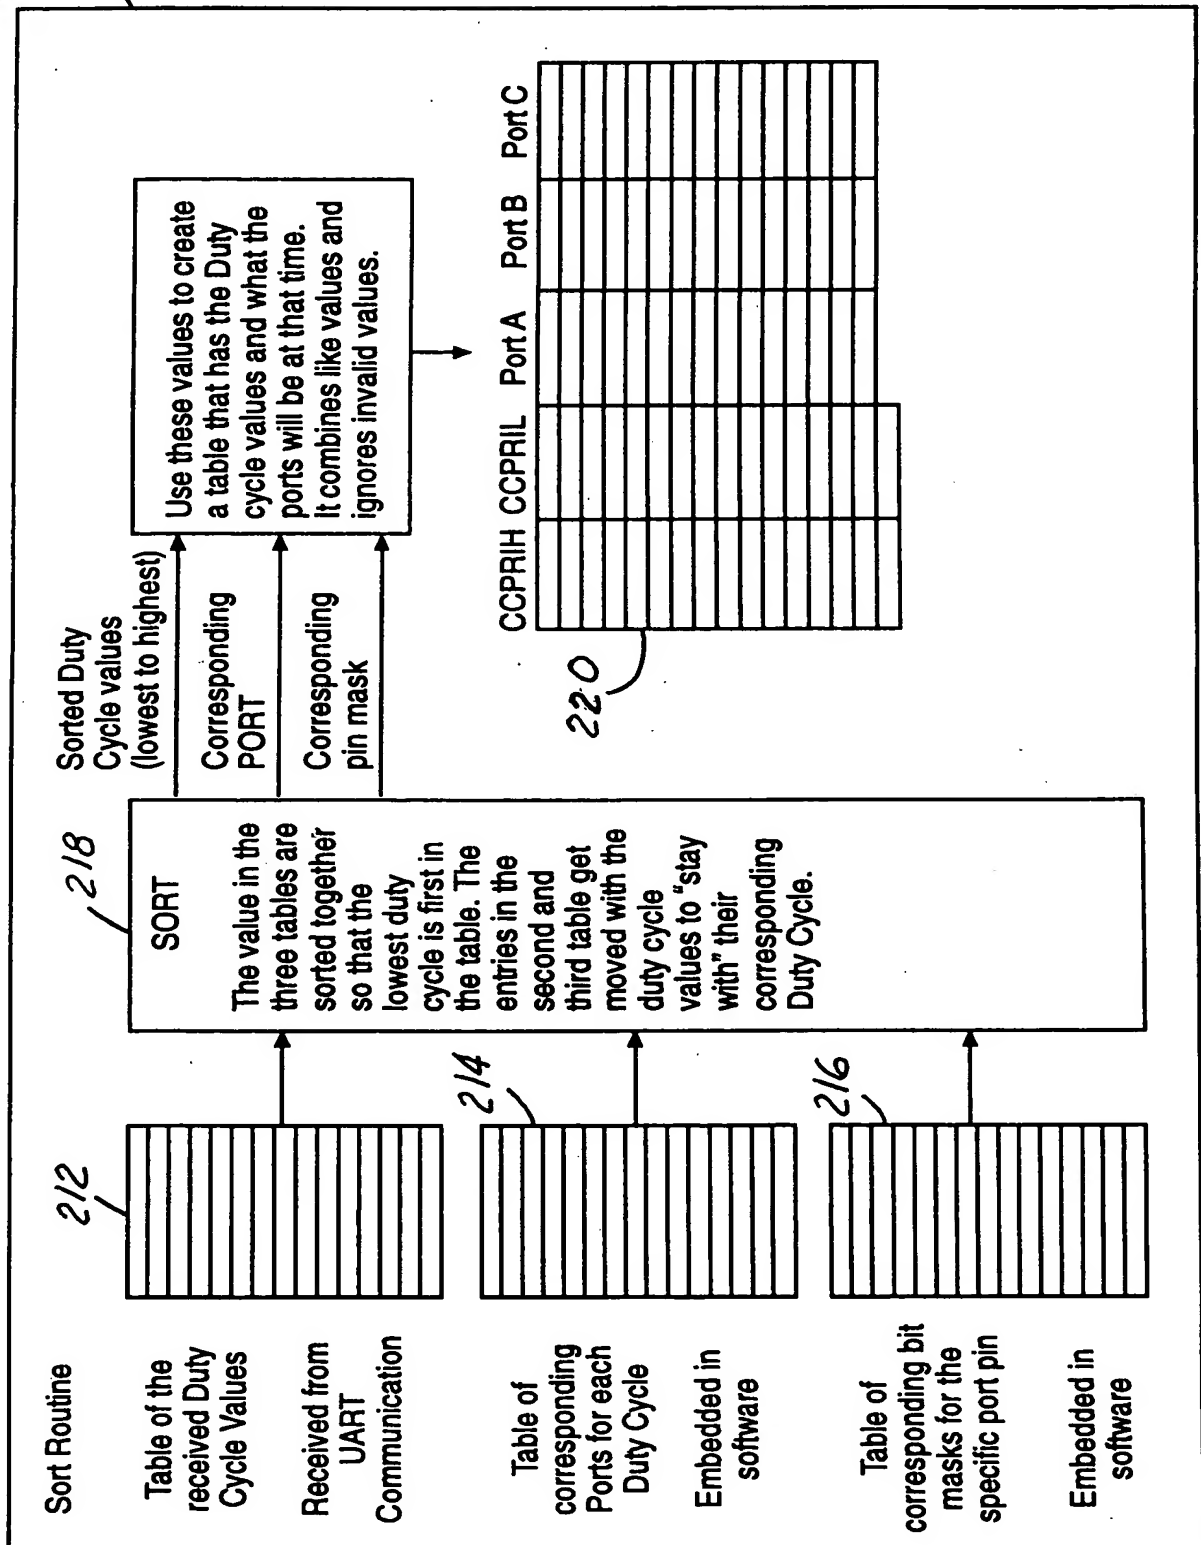 Sort Routine
Table of the
received Duty
Cycle Values
Received from
UART
Communication
212
Table of
corresponding
Ports for each
Duty Cycle
Embedded in
software
214
Table of
corresponding bit
masks for the
specific port pin
Embedded in
software
216
218
SORT
The value in the
three tables are
sorted together
so that the
lowest duty
cycle is first in
the table. The
entries in the
second and
third table get
moved with the
duty cycle
values to "stay
with" their
corresponding
Duty Cycle.
Sorted Duty
Cycle values
(lowest to highest)
Corresponding
PORT
Corresponding
pin mask
Use these values to create
a table that has the Duty
cycle values and what the
ports will be at that time.
It combines like values and
ignores invalid values.
CCPRIH CCPRIL Port A Port B Port C
220